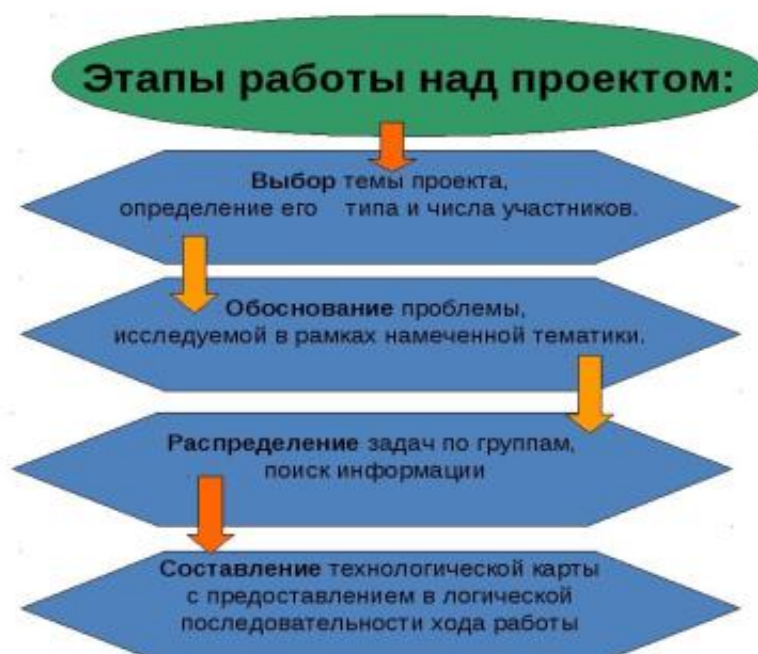 Этапы работы над проектом:
Выбор темы проекта,
определение его типа и числа участников.
Обоснование проблемы,
исследуемой в рамках намеченной тематики.
Распределение задач по группам,
поиск информации
Составление технологической карты
с предоставлением в логической
последовательности хода работы